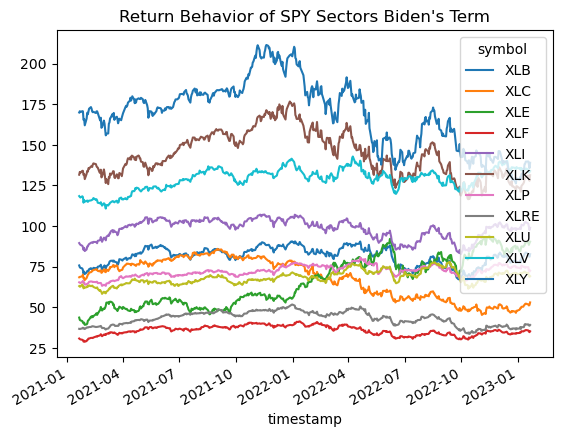 Return Behavior of SPY Sectors Biden's Term
symbol
XLB
XLC
XLE
XLF
XLI
XLK
XLP
XLRE
XLU
XLV
XLY
200
175
150
125
100
75
50
25
2021-01
2021-04
2021-07
2021-10
2022-01
2022-04
2022-07
2022-10
2023-01
timestamp